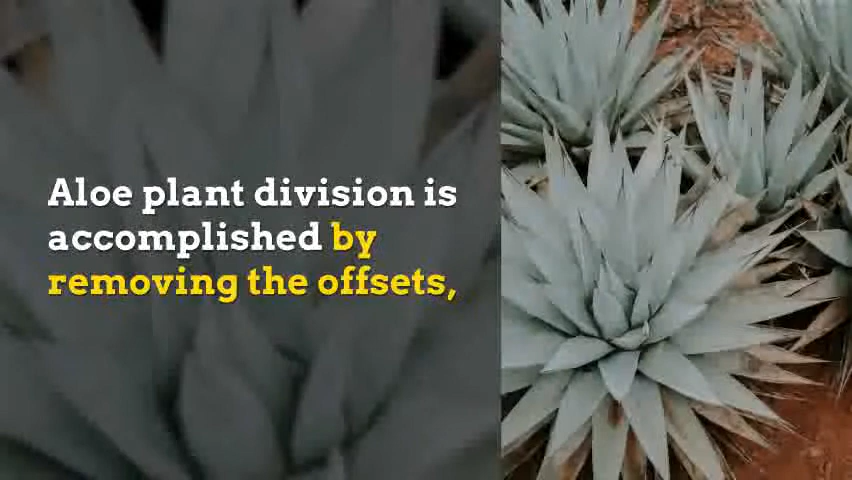 Aloe plant division is
accomplished by
removing the offsets,